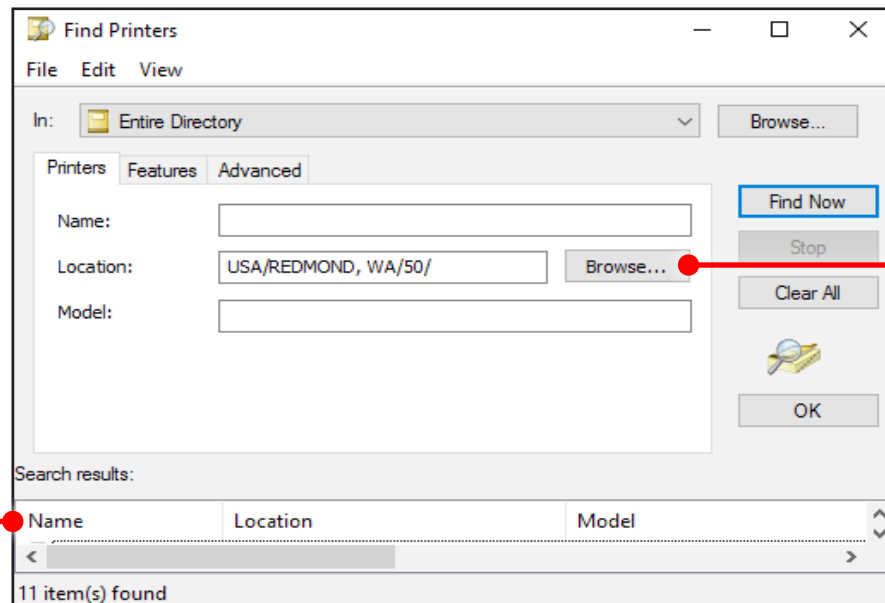 Find Printers
File Edit View
In: Entire Directory Browse...
Printers Features Advanced
Find Now
Name:
Stop
Location: USA/REDMOND, WA/50/ Browse...
Clear All
Model:
OK
Search results:
Name Location Model
11 item(s) found